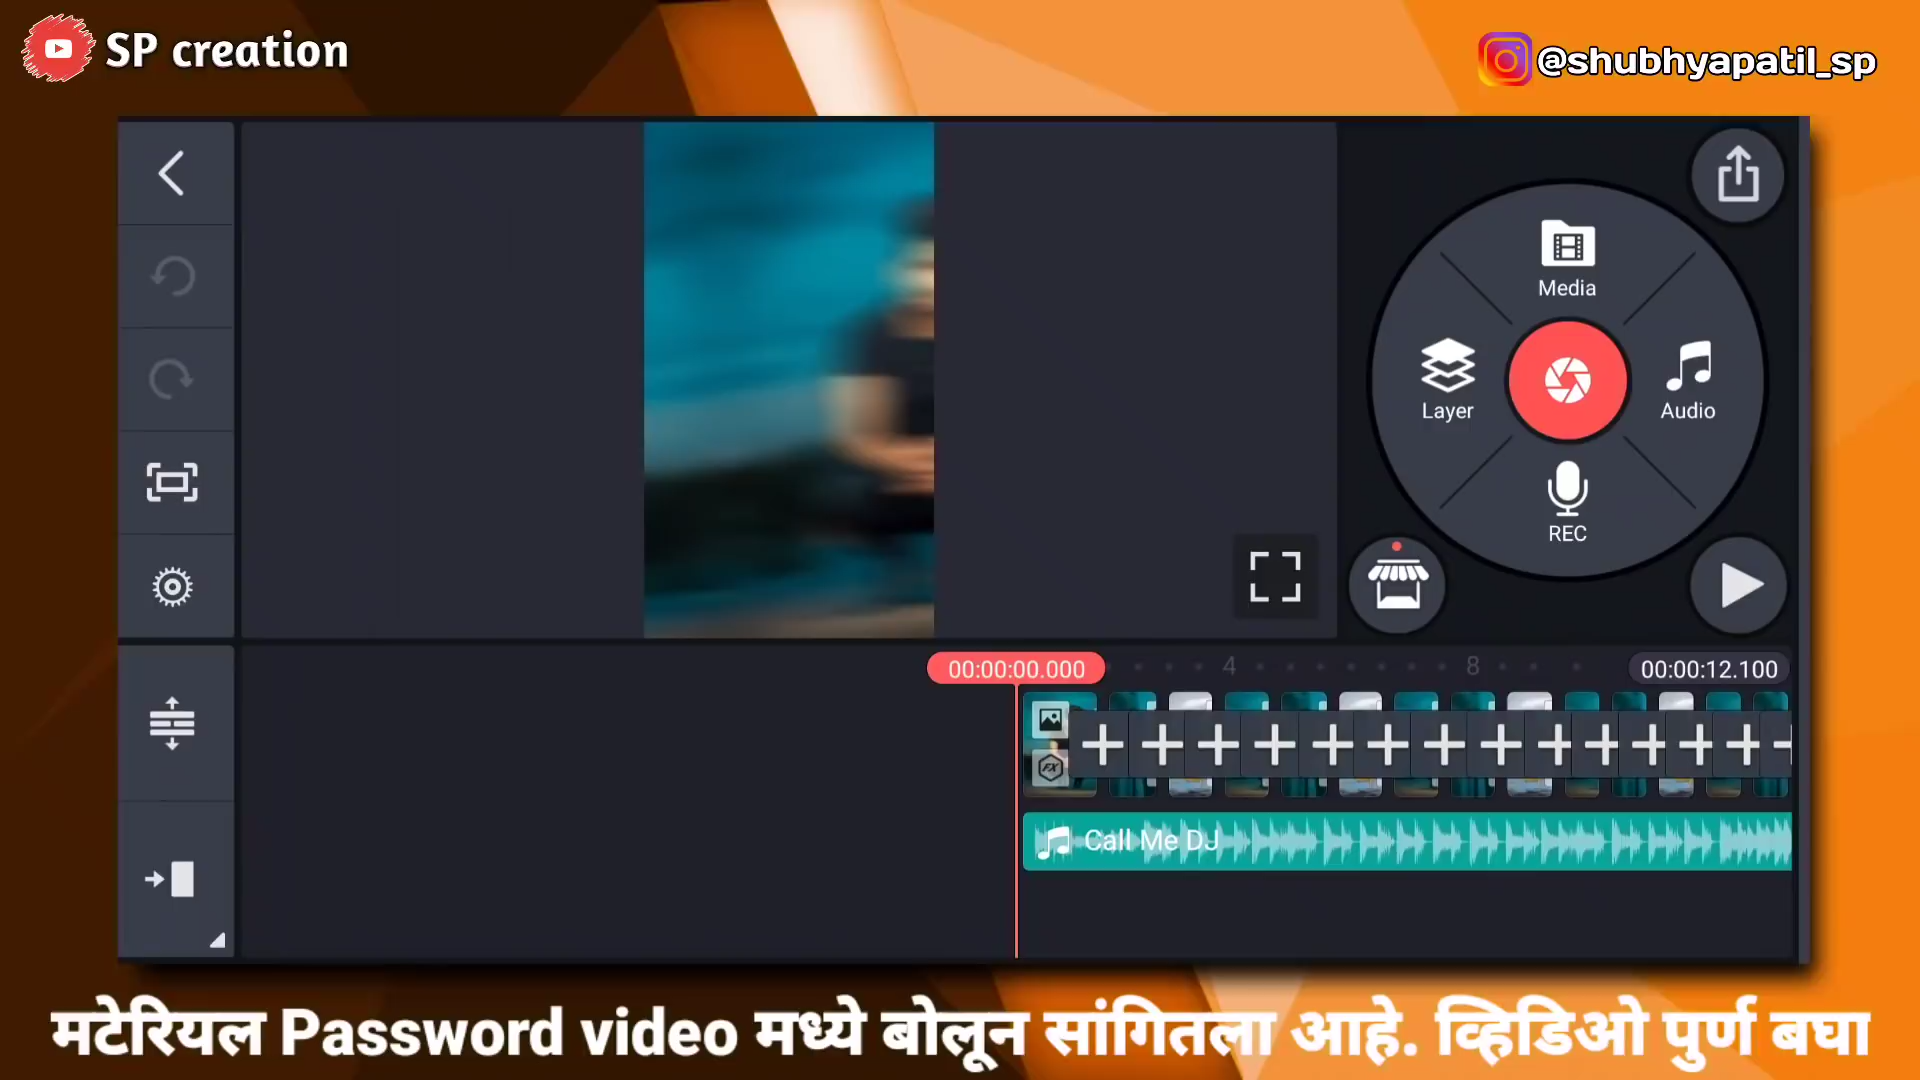 SP creation
@shubhyapatil_sp
Media
Layer
Audio
REC
00:00:00.000
4
8
00:00:12.100
FX
Call Me DJ
मटेरियल Password video मध्ये बोलून सांगितला आहे. व्हिडिओ पुर्ण बघा